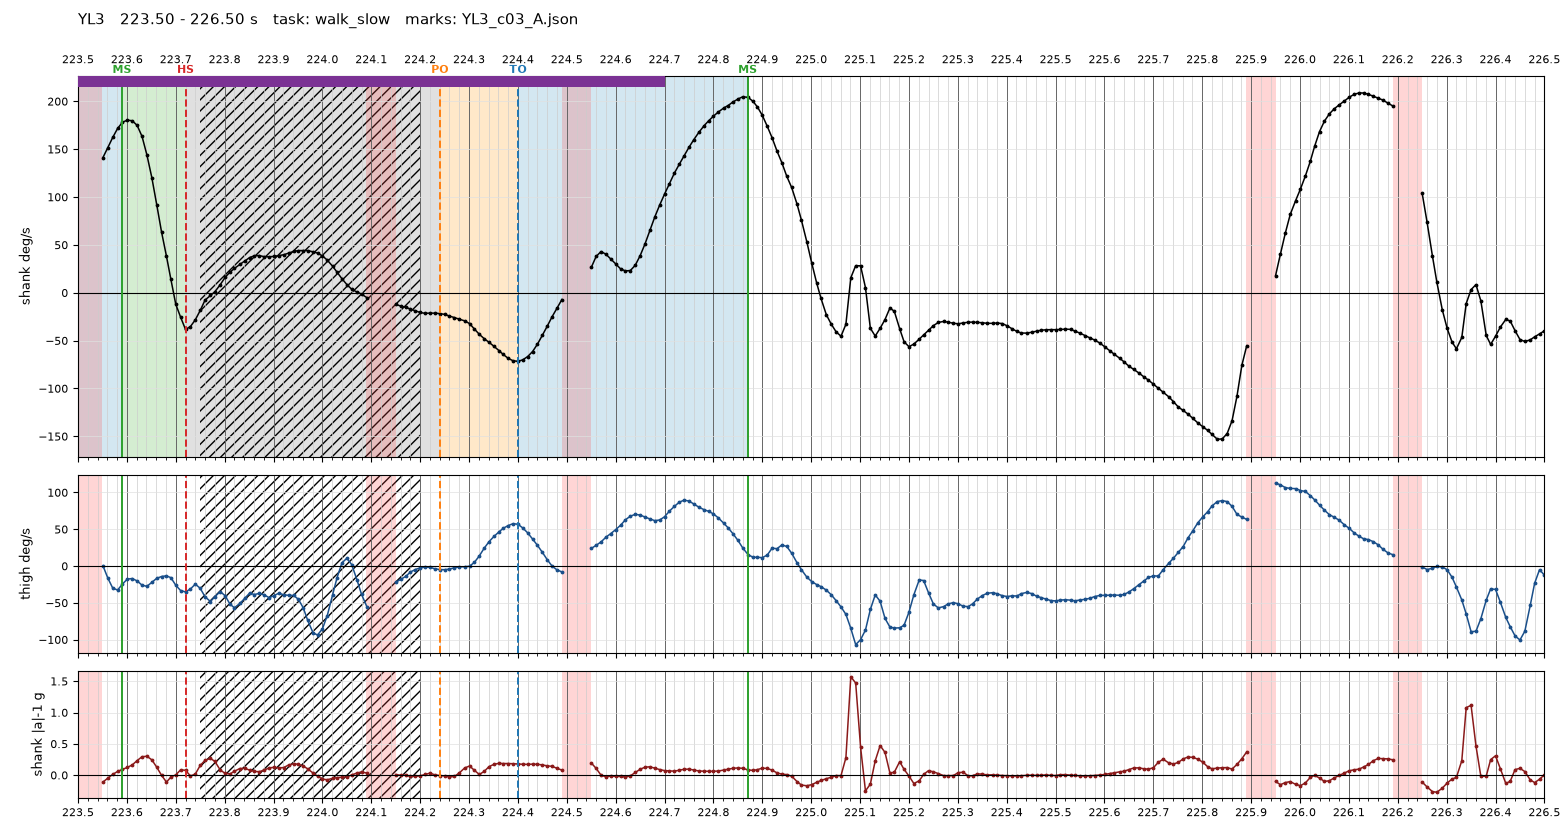 YL3   223.50 - 226.50 s   task: walk_slow   marks: YL3_c03_A.json
223.5 223.6 223.7 223.8 223.9 224.0 224.1 224.2 224.3 224.4 224.5 224.6 224.7 224.8 224.9 225.0 225.1 225.2 225.3 225.4 225.5 225.6 225.7 225.8 225.9 226.0 226.1 226.2 226.3 226.4 226.5
MS HS PO TO MS
200
150
100
50
0
−50
−100
−150
shank deg/s
100
50
0
−50
−100
thigh deg/s
1.5
1.0
0.5
0.0
shank |a|-1 g
223.5 223.6 223.7 223.8 223.9 224.0 224.1 224.2 224.3 224.4 224.5 224.6 224.7 224.8 224.9 225.0 225.1 225.2 225.3 225.4 225.5 225.6 225.7 225.8 225.9 226.0 226.1 226.2 226.3 226.4 226.5